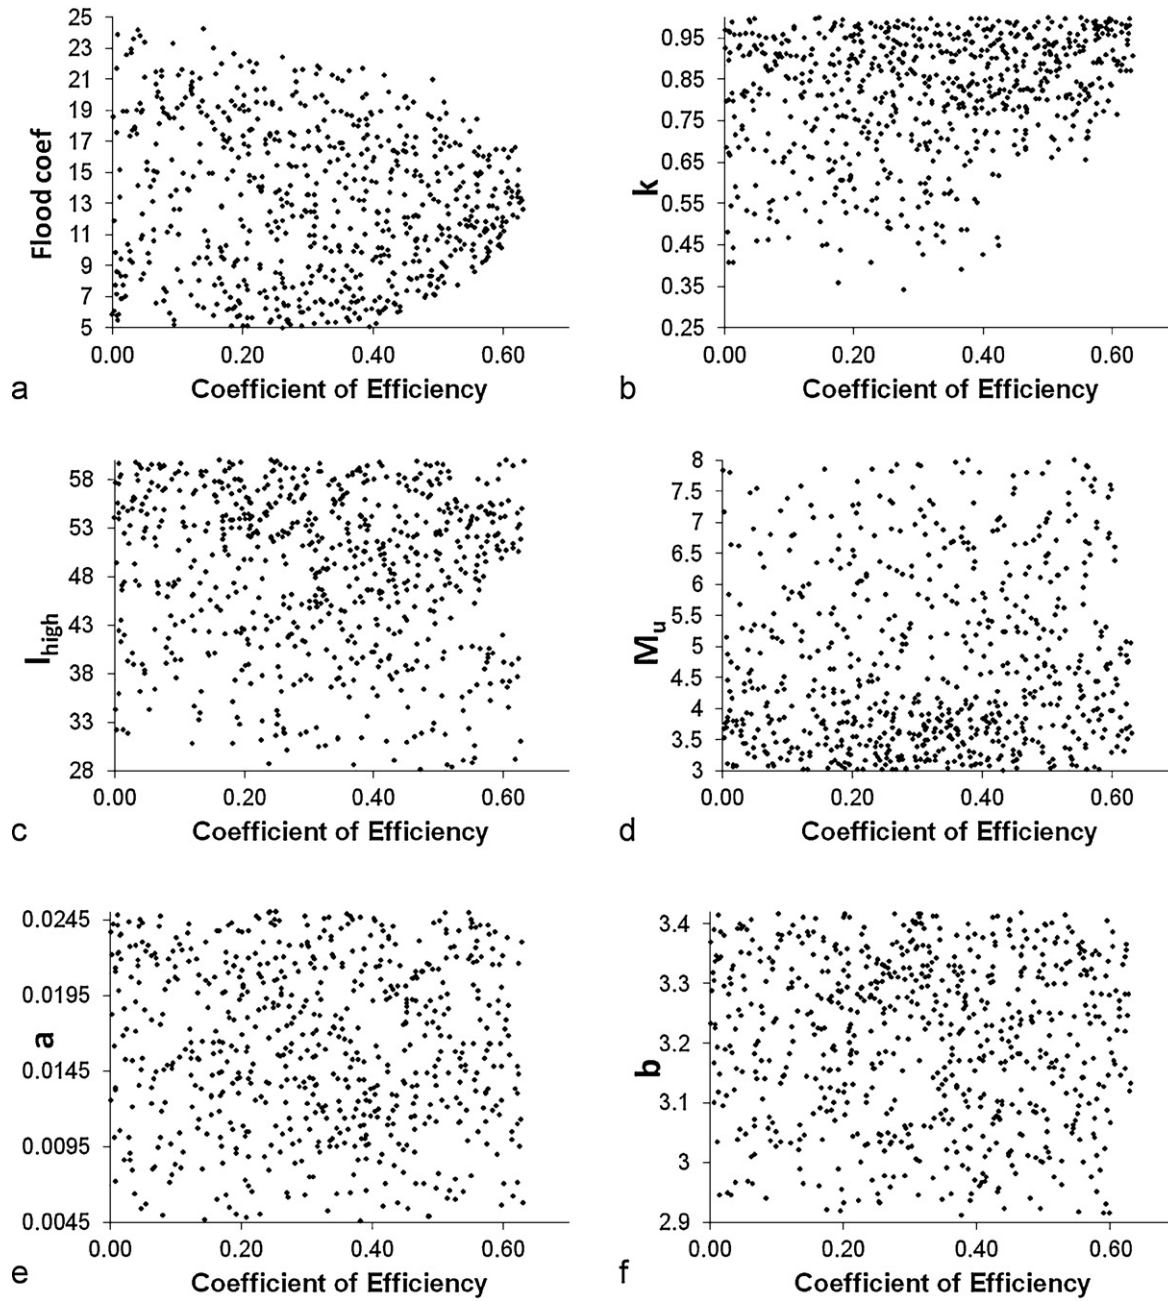 25
23
21
19
17
15
13
11
9
7
5
Flood coef
0.00 0.20 0.40 0.60
Coefficient of Efficiency
a
0.95
0.85
0.75
0.65
0.55
0.45
0.35
0.25
k
0.00 0.20 0.40 0.60
Coefficient of Efficiency
b
58
53
48
43
38
33
28
Ihigh
0.00 0.20 0.40 0.60
Coefficient of Efficiency
c
8
7.5
7
6.5
6
5.5
5
4.5
4
3.5
3
Mu
0.00 0.20 0.40 0.60
Coefficient of Efficiency
d
0.0245
0.0195
0.0145
0.0095
0.0045
a
0.00 0.20 0.40 0.60
Coefficient of Efficiency
e
3.4
3.3
3.2
3.1
3
2.9
b
0.00 0.20 0.40 0.60
Coefficient of Efficiency
f